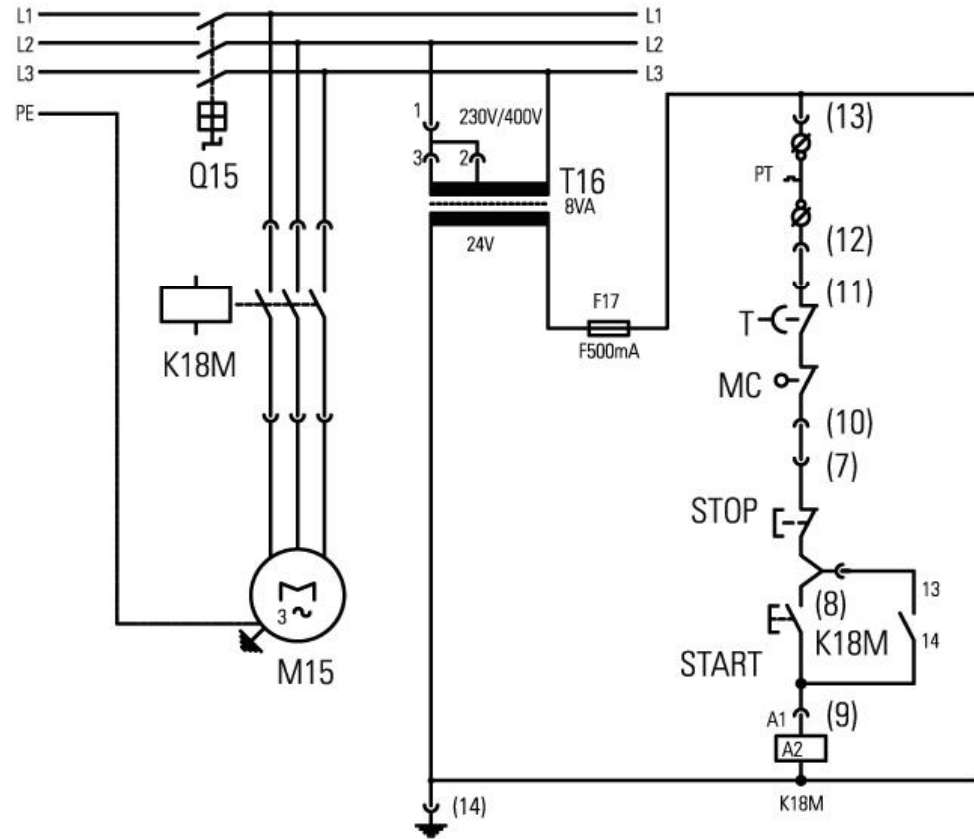 L1 L1
L2 L2
L3 L3
PE
1 230V/400V (13)
3 2
Q15 T16 PT
8VA
24V (12)
F17 (11)
T
K18M F500mA
MC
(10)
(7)
STOP
13
(8)
3 K18M 14
START
M15
A1 (9)
A2
(14) K18M